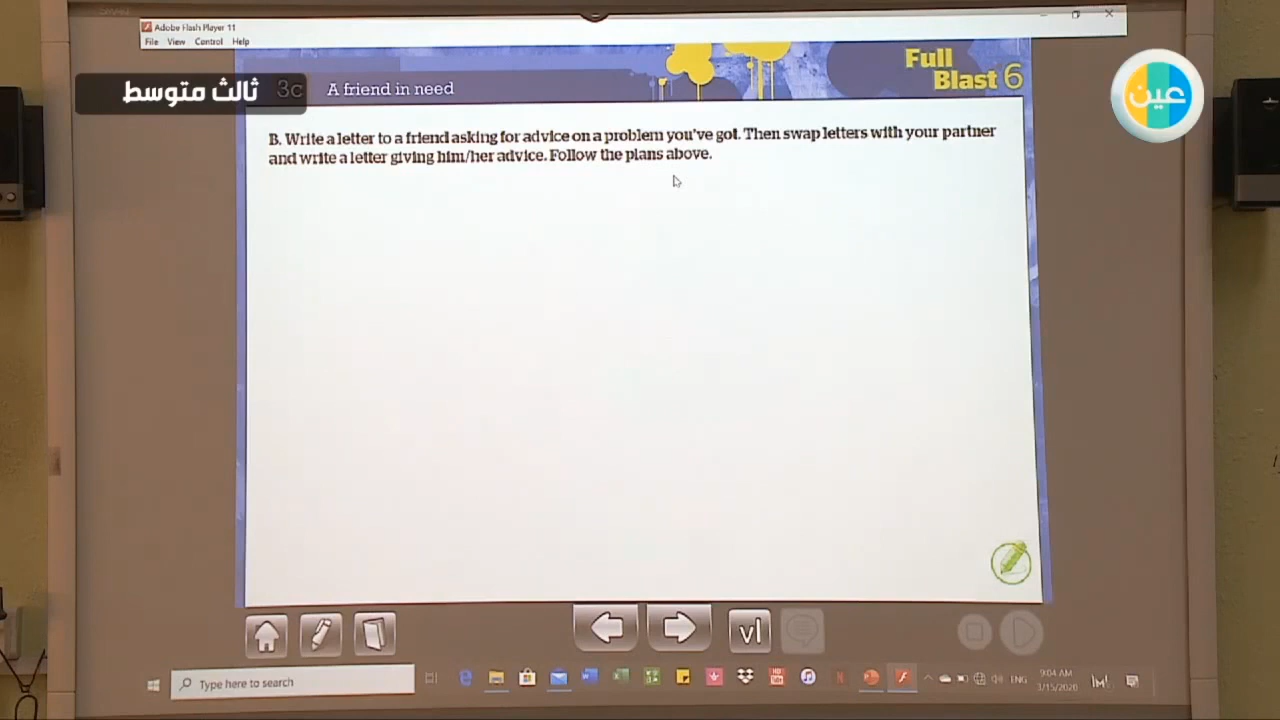 SMART
Adobe Flash Player 11
File View Control Help
ثالث متوسط
3c
A friend in need
Full
Blast 6
عين
B. Write a letter to a friend asking for advice on a problem you've got. Then swap letters with your partner
and write a letter giving him/her advice. Follow the plans above.
vl
Type here to search
ENG
9:04 AM
3/15/2020